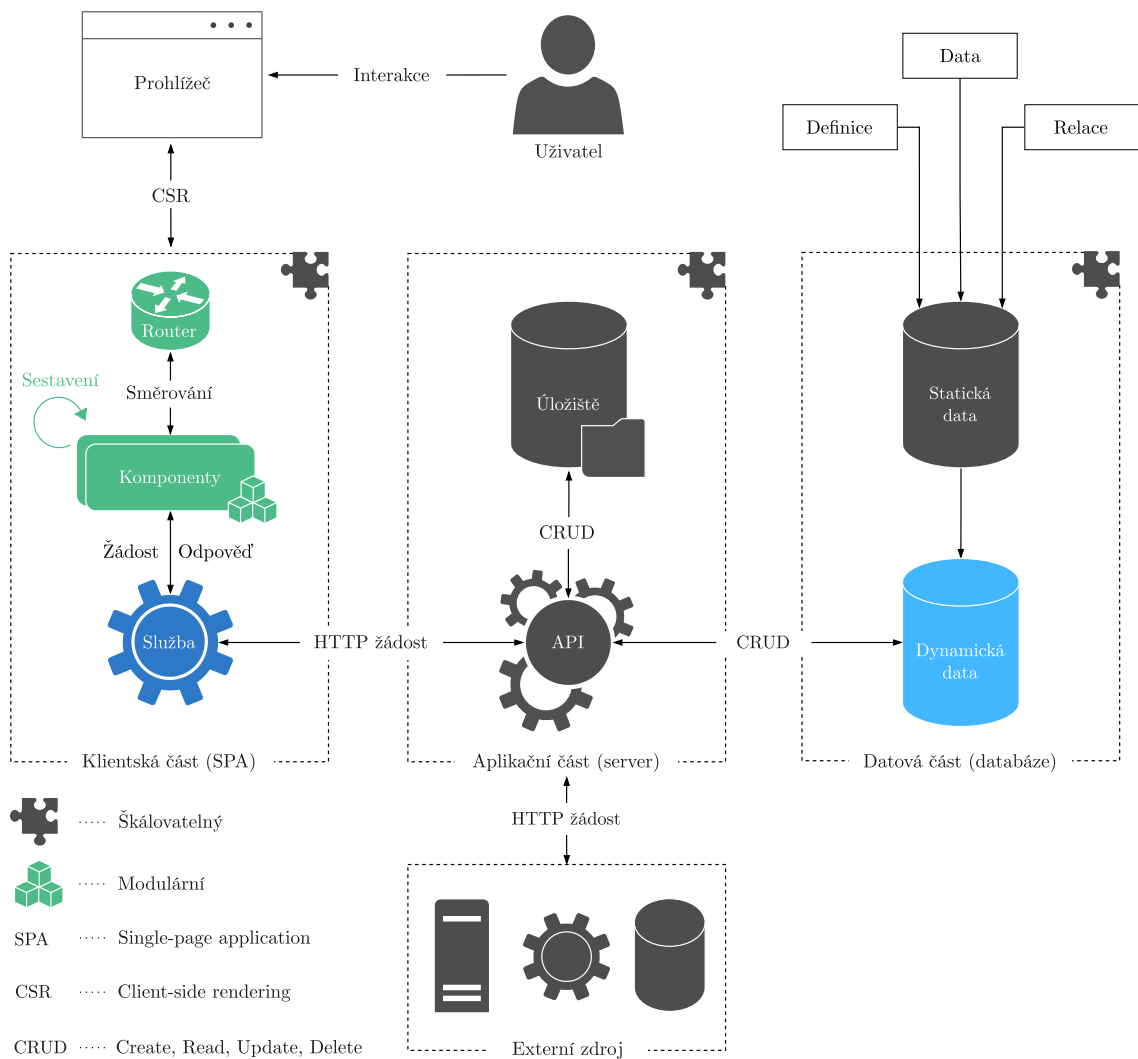 Prohlížeč
Interakce
Uživatel
Data
Definice
Relace
CSR
Router
Sestavení
Směrování
Komponenty
Žádost
Odpověď
Služba
HTTP žádost
Úložiště
CRUD
API
CRUD
Statická
data
Dynamická
data
Klientská část (SPA)
Aplikační část (server)
Datová část (databáze)
HTTP žádost
Externí zdroj
Škálovatelný
Modulární
SPA ..... Single-page application
CSR ..... Client-side rendering
CRUD ..... Create, Read, Update, Delete